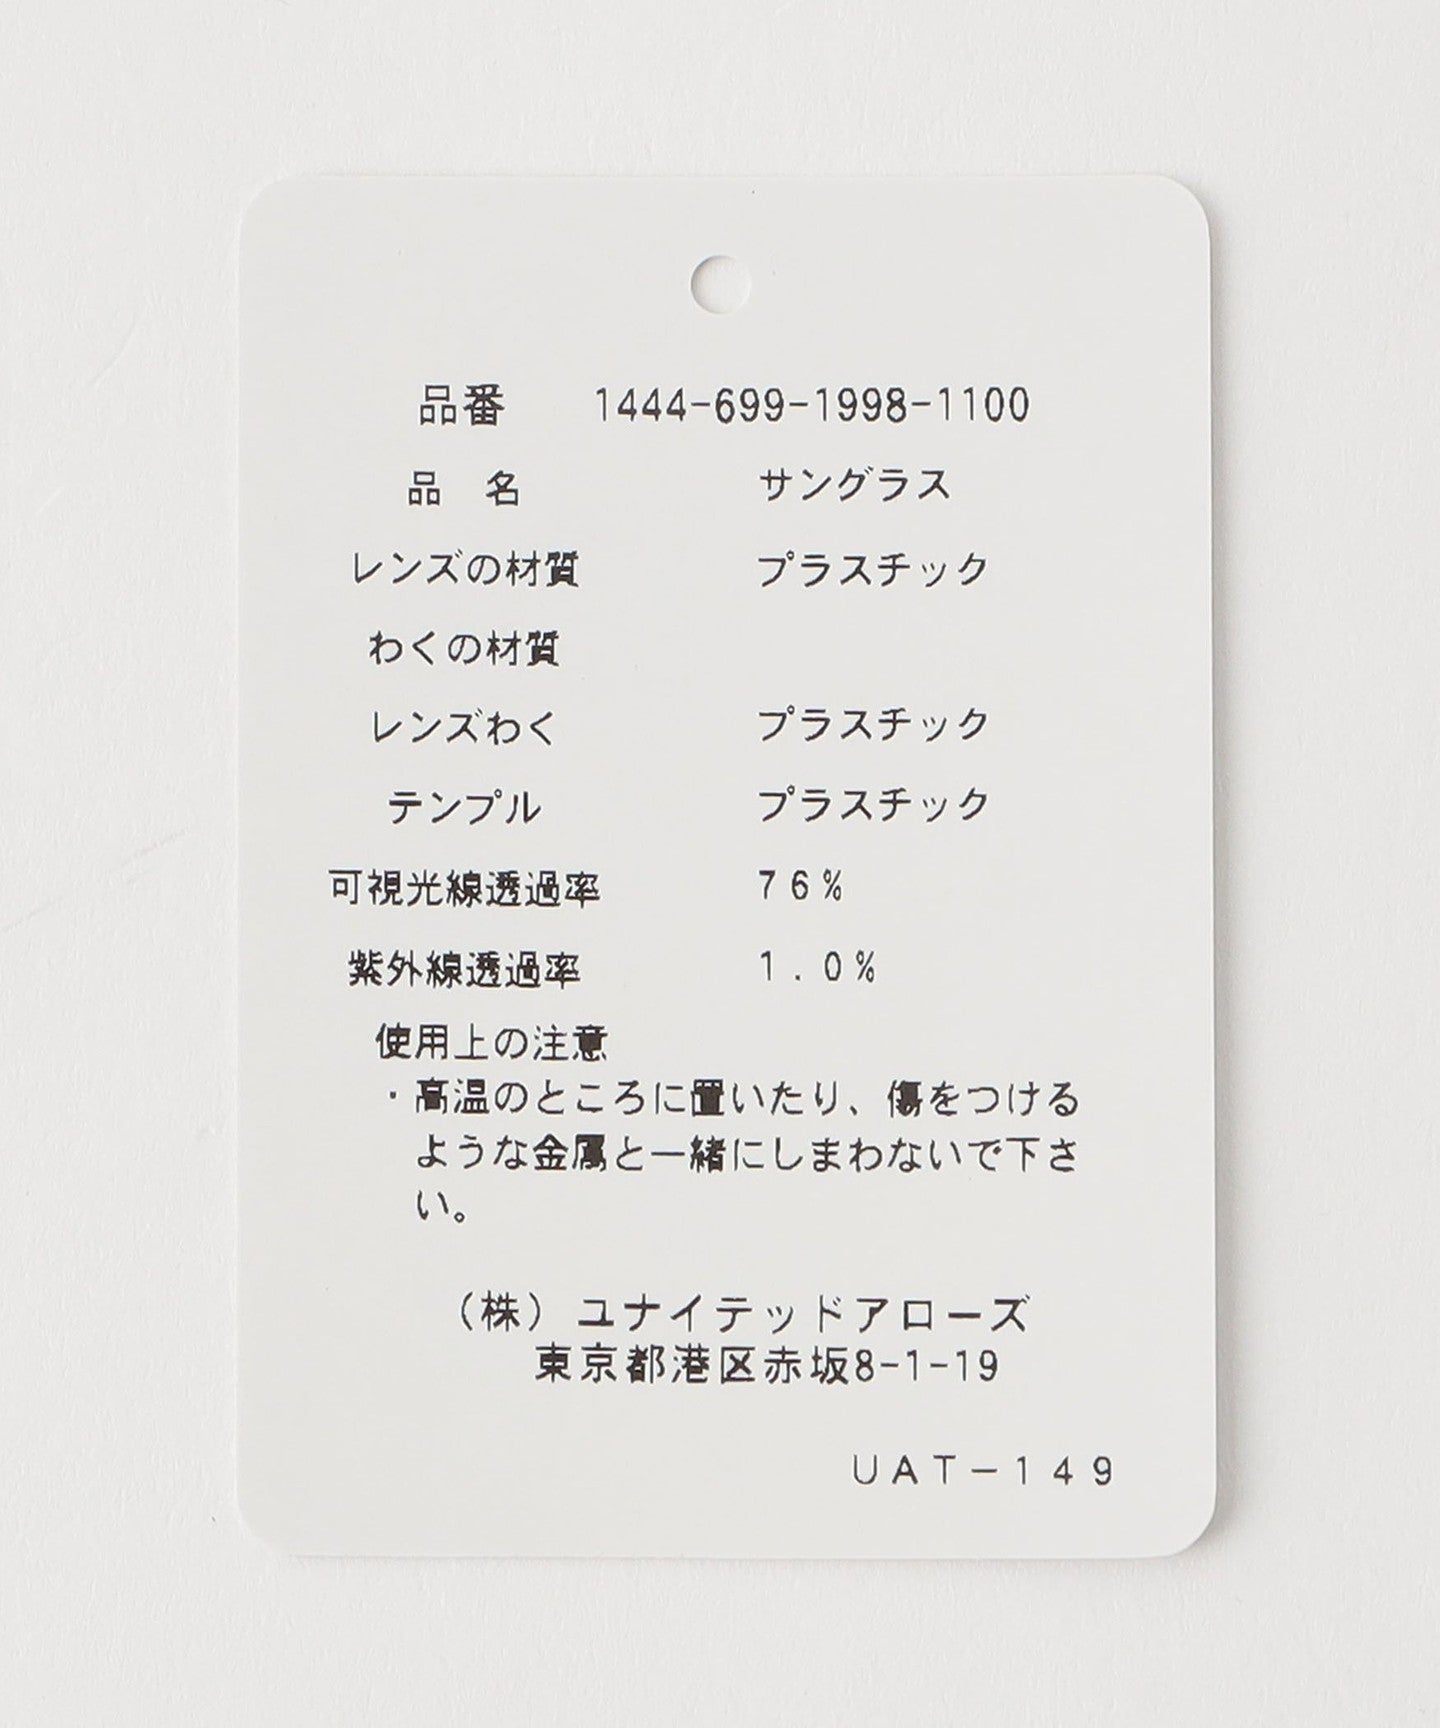 品番 1444-699-1998-1100
品 名 サングラス
レンズの材質 プラスチック
わくの材質
レンズわく プラスチック
テンプル プラスチック
可視光線透過率 76%
紫外線透過率 1.0%
使用上の注意
・高温のところに置いたり、傷をつける
ような金属と一緒にしまわないで下さ
い。
(株) ユナイテッドアローズ
東京都港区赤坂8-1-19
UAT-149